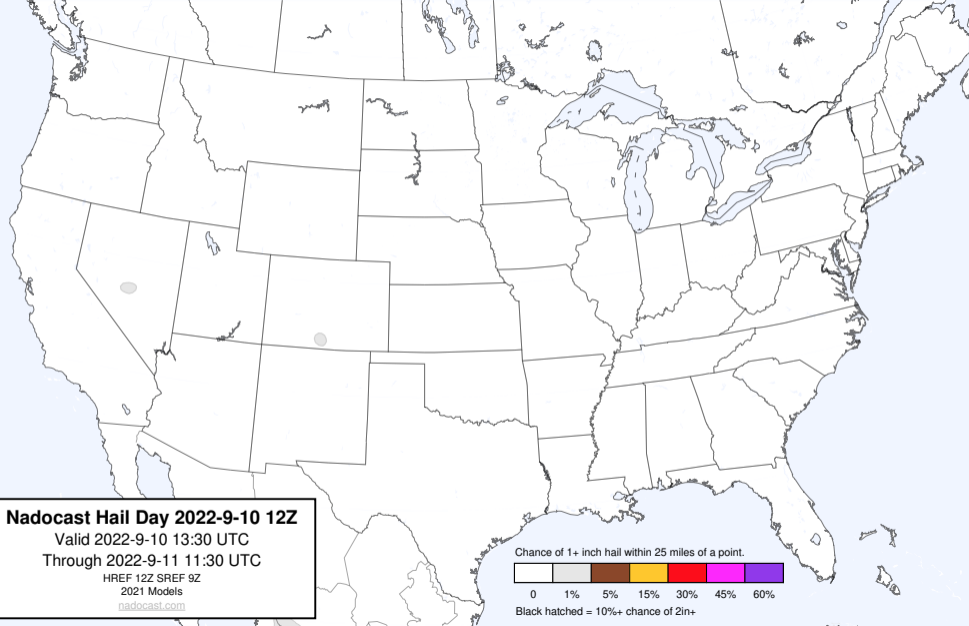 Nadocast Hail Day 2022-9-10 12Z
Valid 2022-9-10 13:30 UTC
Through 2022-9-11 11:30 UTC
HREF 12Z SREF 9Z
2021 Models
nadocast.com
Chance of 1+ inch hail within 25 miles of a point.
0 1% 5% 15% 30% 45% 60%
Black hatched = 10%+ chance of 2in+